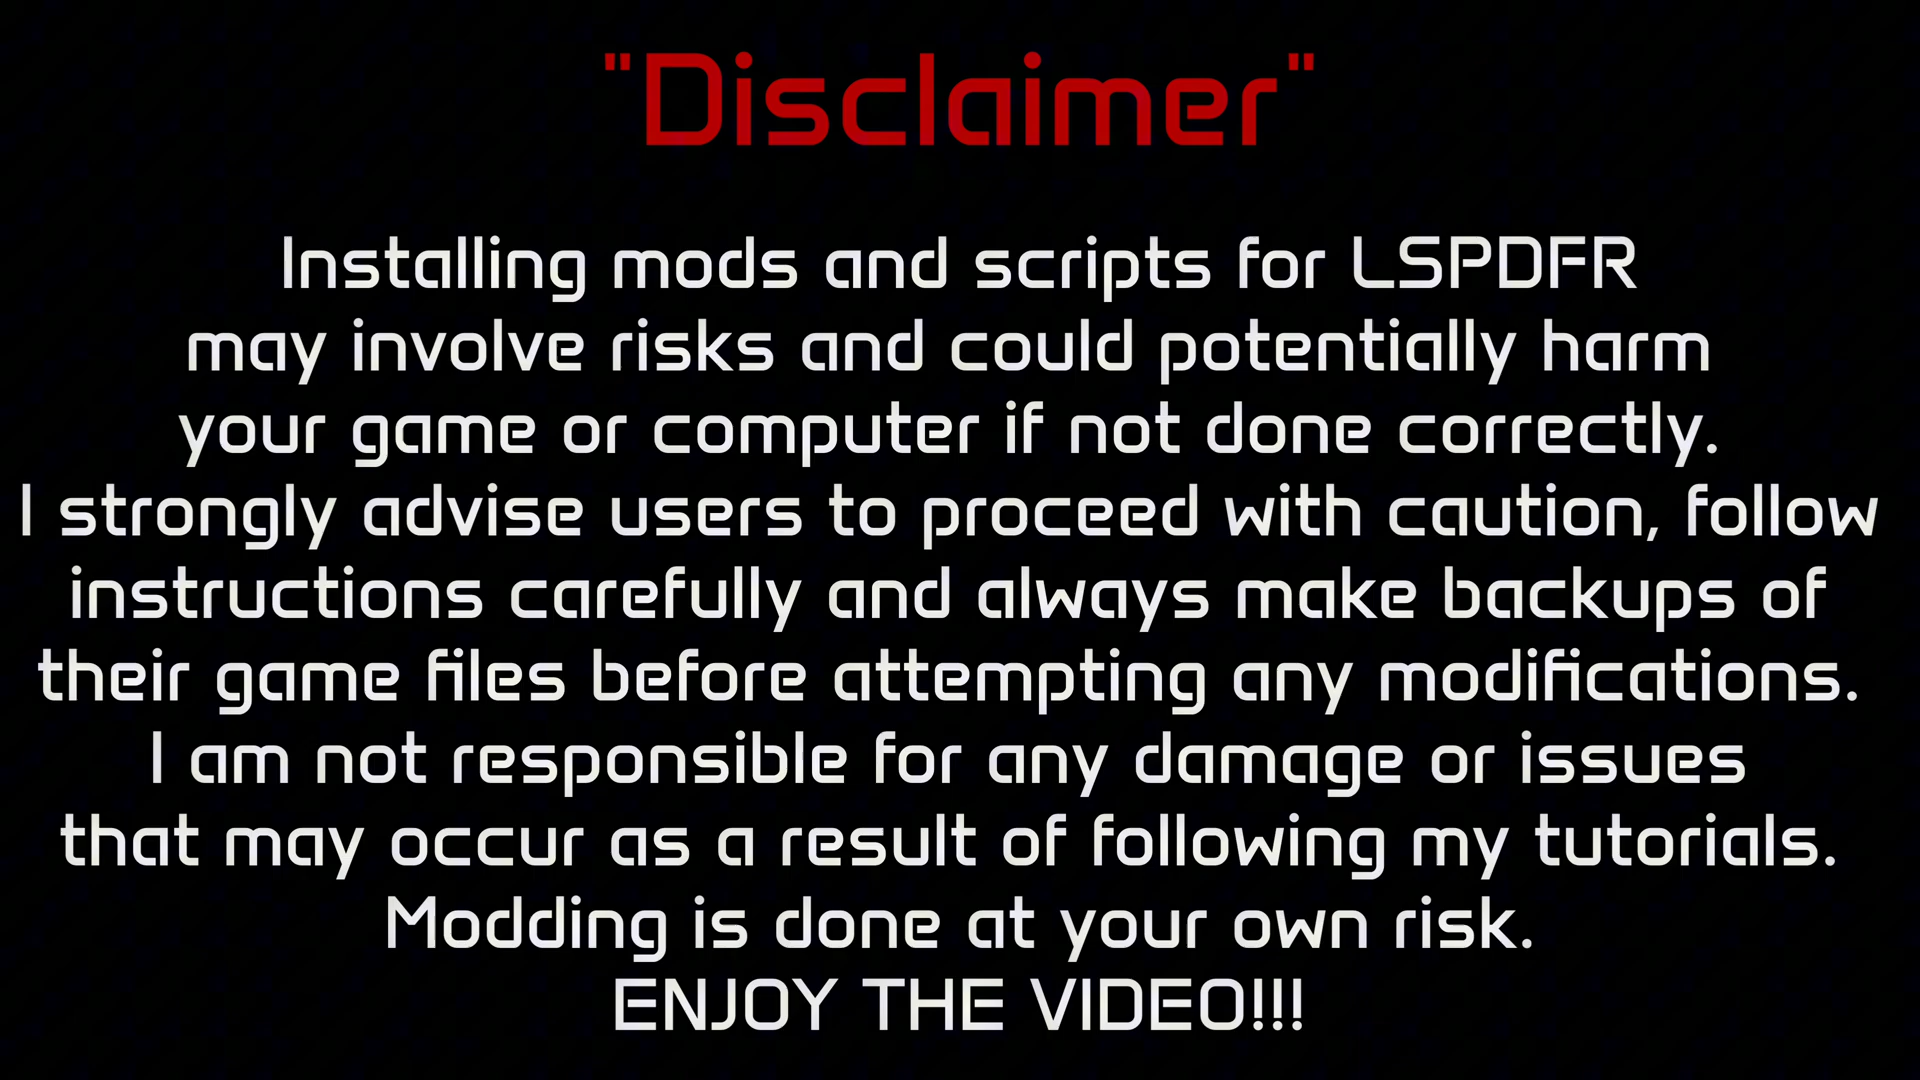 "Disclaimer"
Installing mods and scripts for LSPDFR
may involve risks and could potentially harm
your game or computer if not done correctly.
I strongly advise users to proceed with caution, follow
instructions carefully and always make backups of
their game files before attempting any modifications.
I am not responsible for any damage or issues
that may occur as a result of following my tutorials.
Modding is done at your own risk.
ENJOY THE VIDEO!!!